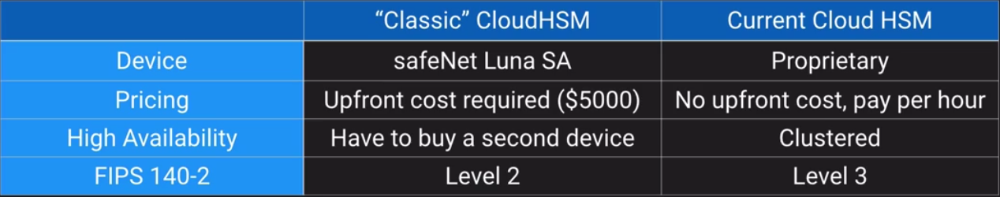 “Classic” CloudHSM Current Cloud HSM
Device safeNet Luna SA Proprietary
Pricing Upfront cost required ($5000) No upfront cost, pay per hour
High Availability Have to buy a second device Clustered
FIPS 140-2 Level 2 Level 3